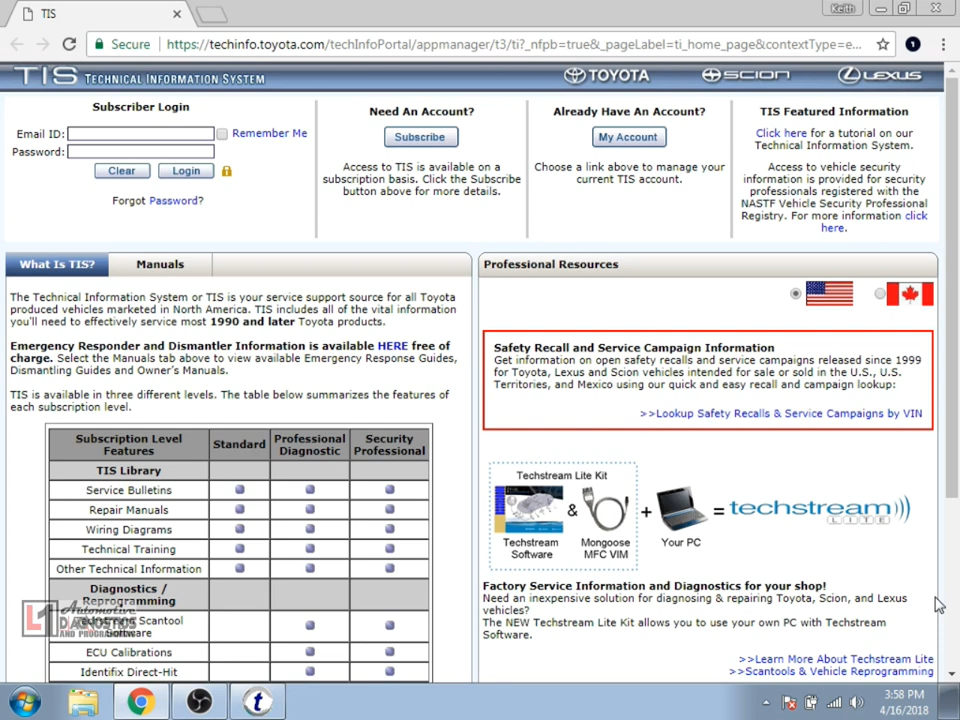 TIS
Keith
Secure
https://techinfo.toyota.com/techInfoPortal/appmanager/t3/ti?_nfpb=true&_pageLabel=ti_home_page&contextType=e...
1
TIS TECHNICAL INFORMATION SYSTEM
TOYOTA
SCION
LEXUS
Subscriber Login
Email ID:
Remember Me
Password:
Clear
Login
Forgot Password?
Need An Account?
Subscribe
Access to TIS is available on a
subscription basis. Click the Subscribe
button above for more details.
Already Have An Account?
My Account
Choose a link above to manage your
current TIS account.
TIS Featured Information
Click here for a tutorial on our
Technical Information System.
Access to vehicle security
information is provided for security
professionals registered with the
NASTF Vehicle Security Professional
Registry. For more information click
here.
What Is TIS?
Manuals
The Technical Information System or TIS is your service support source for all Toyota
produced vehicles marketed in North America. TIS includes all of the vital information
you'll need to effectively service most 1990 and later Toyota products.
Emergency Responder and Dismantler Information is available HERE free of
charge. Select the Manuals tab above to view available Emergency Response Guides,
Dismantling Guides and Owner's Manuals.
TIS is available in three different levels. The table below summarizes the features of
each subscription level.
Subscription Level Features
Standard
Professional Diagnostic
Security Professional
TIS Library
Service Bulletins
Repair Manuals
Wiring Diagrams
Technical Training
Other Technical Information
Diagnostics /
Reprogramming
Techstream Scantool
Software
ECU Calibrations
Identifix Direct-Hit
L1 Automotive
DIAGNOSTICS
AND PROGRAMMING
Professional Resources
Safety Recall and Service Campaign Information
Get information on open safety recalls and service campaigns released since 1999
for Toyota, Lexus and Scion vehicles intended for sale or sold in the U.S., U.S.
Territories, and Mexico using our quick and easy recall and campaign lookup:
>>Lookup Safety Recalls & Service Campaigns by VIN
Techstream Lite Kit
&
+
=
techstream
LITE
Techstream
Software
Mongoose
MFC VIM
Your PC
Factory Service Information and Diagnostics for your shop!
Need an inexpensive solution for diagnosing & repairing Toyota, Scion, and Lexus
vehicles?
The NEW Techstream Lite Kit allows you to use your own PC with Techstream
Software.
>>Learn More About Techstream Lite
>>Scantools & Vehicle Reprogramming
t
3:58 PM
4/16/2018